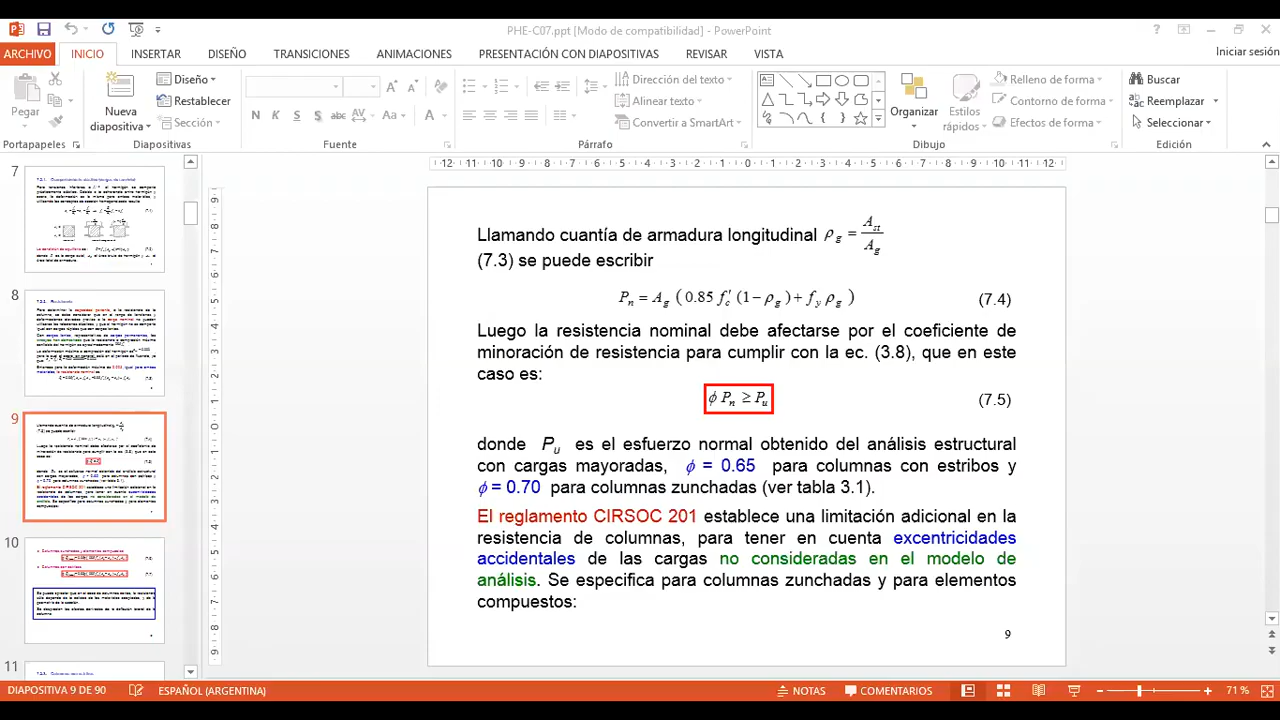 PHE-C07.ppt [Modo de compatibilidad] - PowerPoint
ARCHIVO INICIO INSERTAR DISEÑO TRANSICIONES ANIMACIONES PRESENTACIÓN CON DIAPOSITIVAS REVISAR VISTA Iniciar sesión
Pegar
Nueva diapositiva
Diseño
Restablecer
Sección
N K S S abc AV Aa A
Dirección del texto
Alinear texto
Convertir a SmartArt
Organizar
Estilos rápidos
Relleno de forma
Contorno de forma
Efectos de forma
Buscar
Reemplazar
Seleccionar
Portapapeles Diapositivas Fuente Párrafo Dibujo Edición
7
8
9
10
11
Llamando cuantía de armadura longitudinal ρg = Ast / Ag
(7.3) se puede escribir
Pn = Ag ( 0.85 f'c (1− ρg ) + fy ρg ) (7.4)
Luego la resistencia nominal debe afectarse por el coeficiente de
minoración de resistencia para cumplir con la ec. (3.8), que en este
caso es:
ϕ Pn ≥ Pu (7.5)
donde Pu es el esfuerzo normal obtenido del análisis estructural
con cargas mayoradas, ϕ = 0.65 para columnas con estribos y
ϕ = 0.70 para columnas zunchadas (ver tabla 3.1).
El reglamento CIRSOC 201 establece una limitación adicional en la
resistencia de columnas, para tener en cuenta excentricidades
accidentales de las cargas no consideradas en el modelo de
análisis. Se especifica para columnas zunchadas y para elementos
compuestos:
9
DIAPOSITIVA 9 DE 90 ESPAÑOL (ARGENTINA) NOTAS COMENTARIOS 71 %